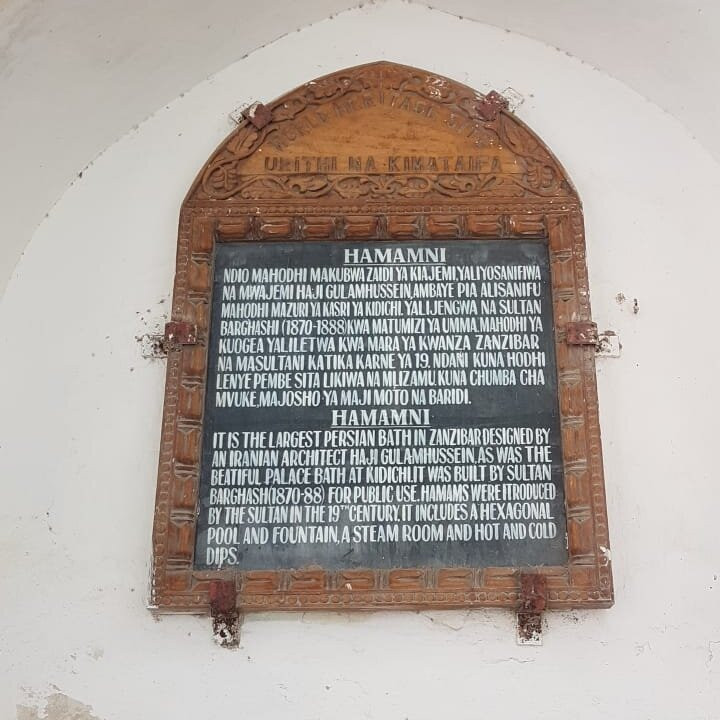 WORLD HERITAGE SITE
URITHI NA KIMATAIFA
HAMAMNI
NDIO MAHODHI MAKUBWA ZAIDI YA KIAJEMI,YALIYOSANIFIWA
NA MWAJEMI HAJI GULAMHUSSEIN,AMBAYE PIA ALISANIFU
MAHODHI MAZURI YA KASRI YA KIDICHI. YALIJENGWA NA SULTAN
BARGHASHI (1870-1888) KWA MATUMIZI YA UMMA. MAHODHI YA
KUOGEA YALILETWA KWA MARA YA KWANZA ZANZIBAR
NA MASULTANI KATIKA KARNE YA 19. NDANI KUNA HODHI
LENYE PEMBE SITA LIKIWA NA MLIZAMU. KUNA CHUMBA CHA
MVUKE,MAJOSHO YA MAJI MOTO NA BARIDI.
HAMAMNI
IT IS THE LARGEST PERSIAN BATH IN ZANZIBAR DESIGNED BY
AN IRANIAN ARCHITECT HAJI GULAMHUSSEIN. AS WAS THE
BEATIFUL PALACE BATH AT KIDICHI.IT WAS BUILT BY SULTAN
BARGHASH(1870-88) FOR PUBLIC USE. HAMAMS WERE ITRODUCED
BY THE SULTAN IN THE 19TH CENTURY. IT INCLUDES A HEXAGONAL
POOL AND FOUNTAIN, A STEAM ROOM AND HOT AND COLD
DIPS.